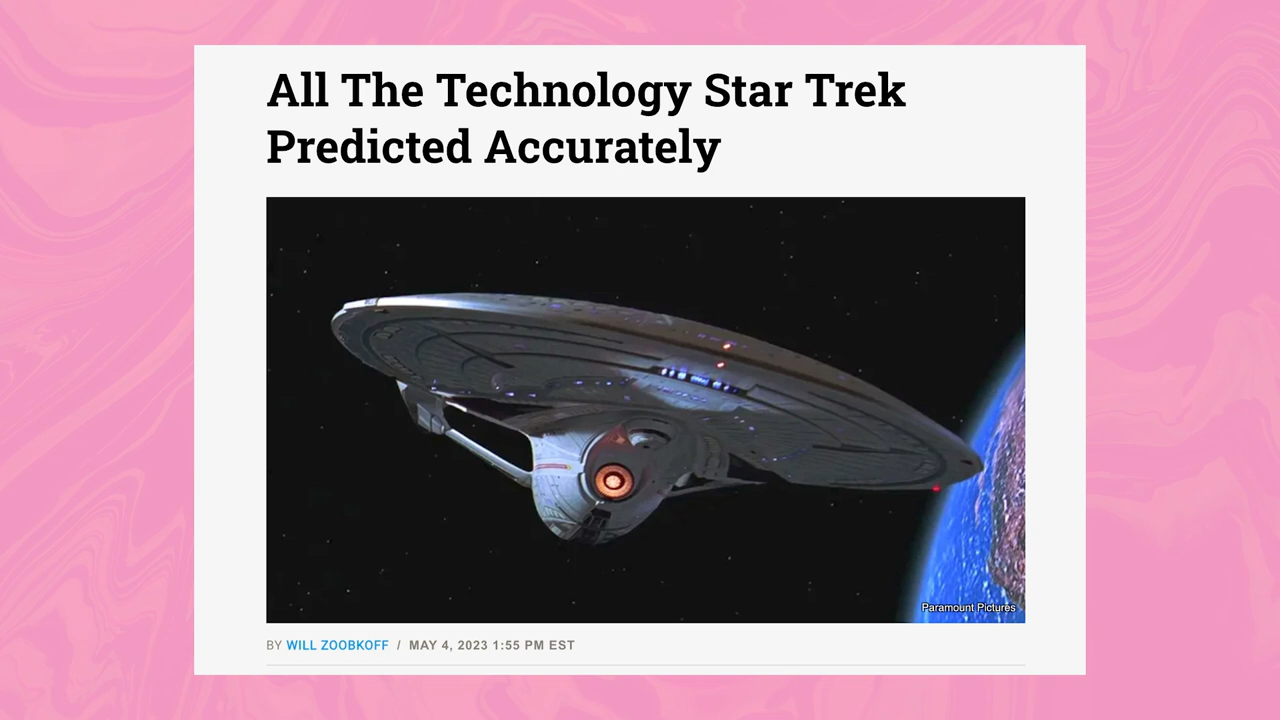 All The Technology Star Trek
Predicted Accurately
Paramount Pictures
BY WILL ZOOBKOFF / MAY 4, 2023 1:55 PM EST